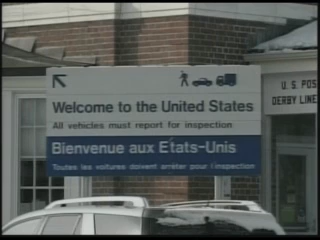 Welcome to the United States
All vehicles must report for inspection
Bienvenue aux Etats-Unis
Toutes les voitures doivent arrêter pour l'inspection
U.S. POS
DERBY LINE